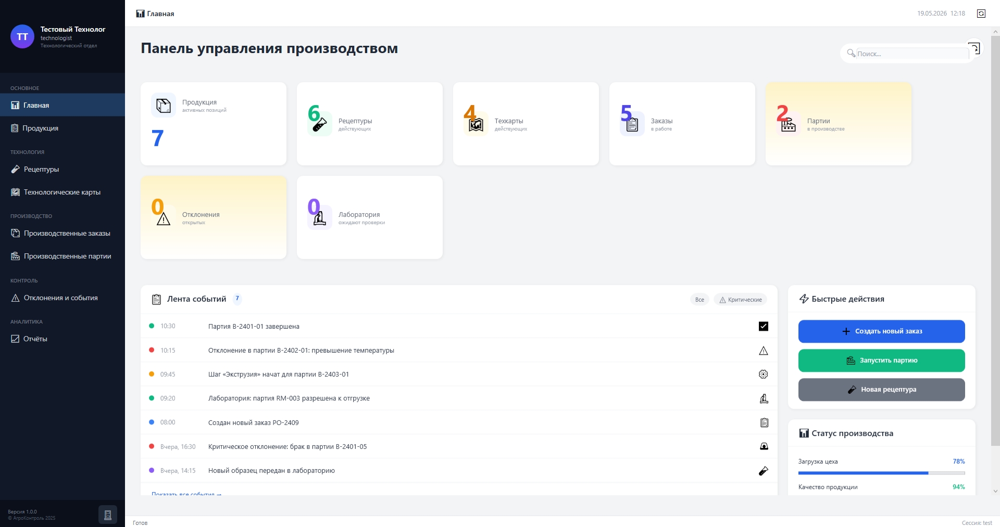 ТТ
Тестовый Технолог
technologist
Технологический отдел
ОСНОВНОЕ
Главная
Продукция
ТЕХНОЛОГИЯ
Рецептуры
Технологические карты
ПРОИЗВОДСТВО
Производственные заказы
Производственные партии
КОНТРОЛЬ
Отклонения и события
АНАЛИТИКА
Отчёты
Версия 1.0.0
© АгроКонтроль 2025
Главная
19.05.2026 12:18
Панель управления производством
Поиск...
Продукция
активных позиций
7
6
Рецептуры
действующих
4
Техкарты
действующих
5
Заказы
в работе
2
Партии
в производстве
0
Отклонения
открытых
0
Лаборатория
ожидают проверки
Лента событий 7
Все
Критические
10:30 Партия B-2401-01 завершена
10:15 Отклонение в партии B-2402-01: превышение температуры
09:45 Шаг «Экструзия» начат для партии B-2403-01
09:20 Лаборатория: партия RM-003 разрешена к отгрузке
08:00 Создан новый заказ PO-2409
Вчера, 16:30 Критическое отклонение: брак в партии B-2401-05
Вчера, 14:15 Новый образец передан в лабораторию
Показать все события →
Быстрые действия
Создать новый заказ
Запустить партию
Новая рецептура
Статус производства
Загрузка цеха 78%
Качество продукции 94%
Готов
Сессия: test